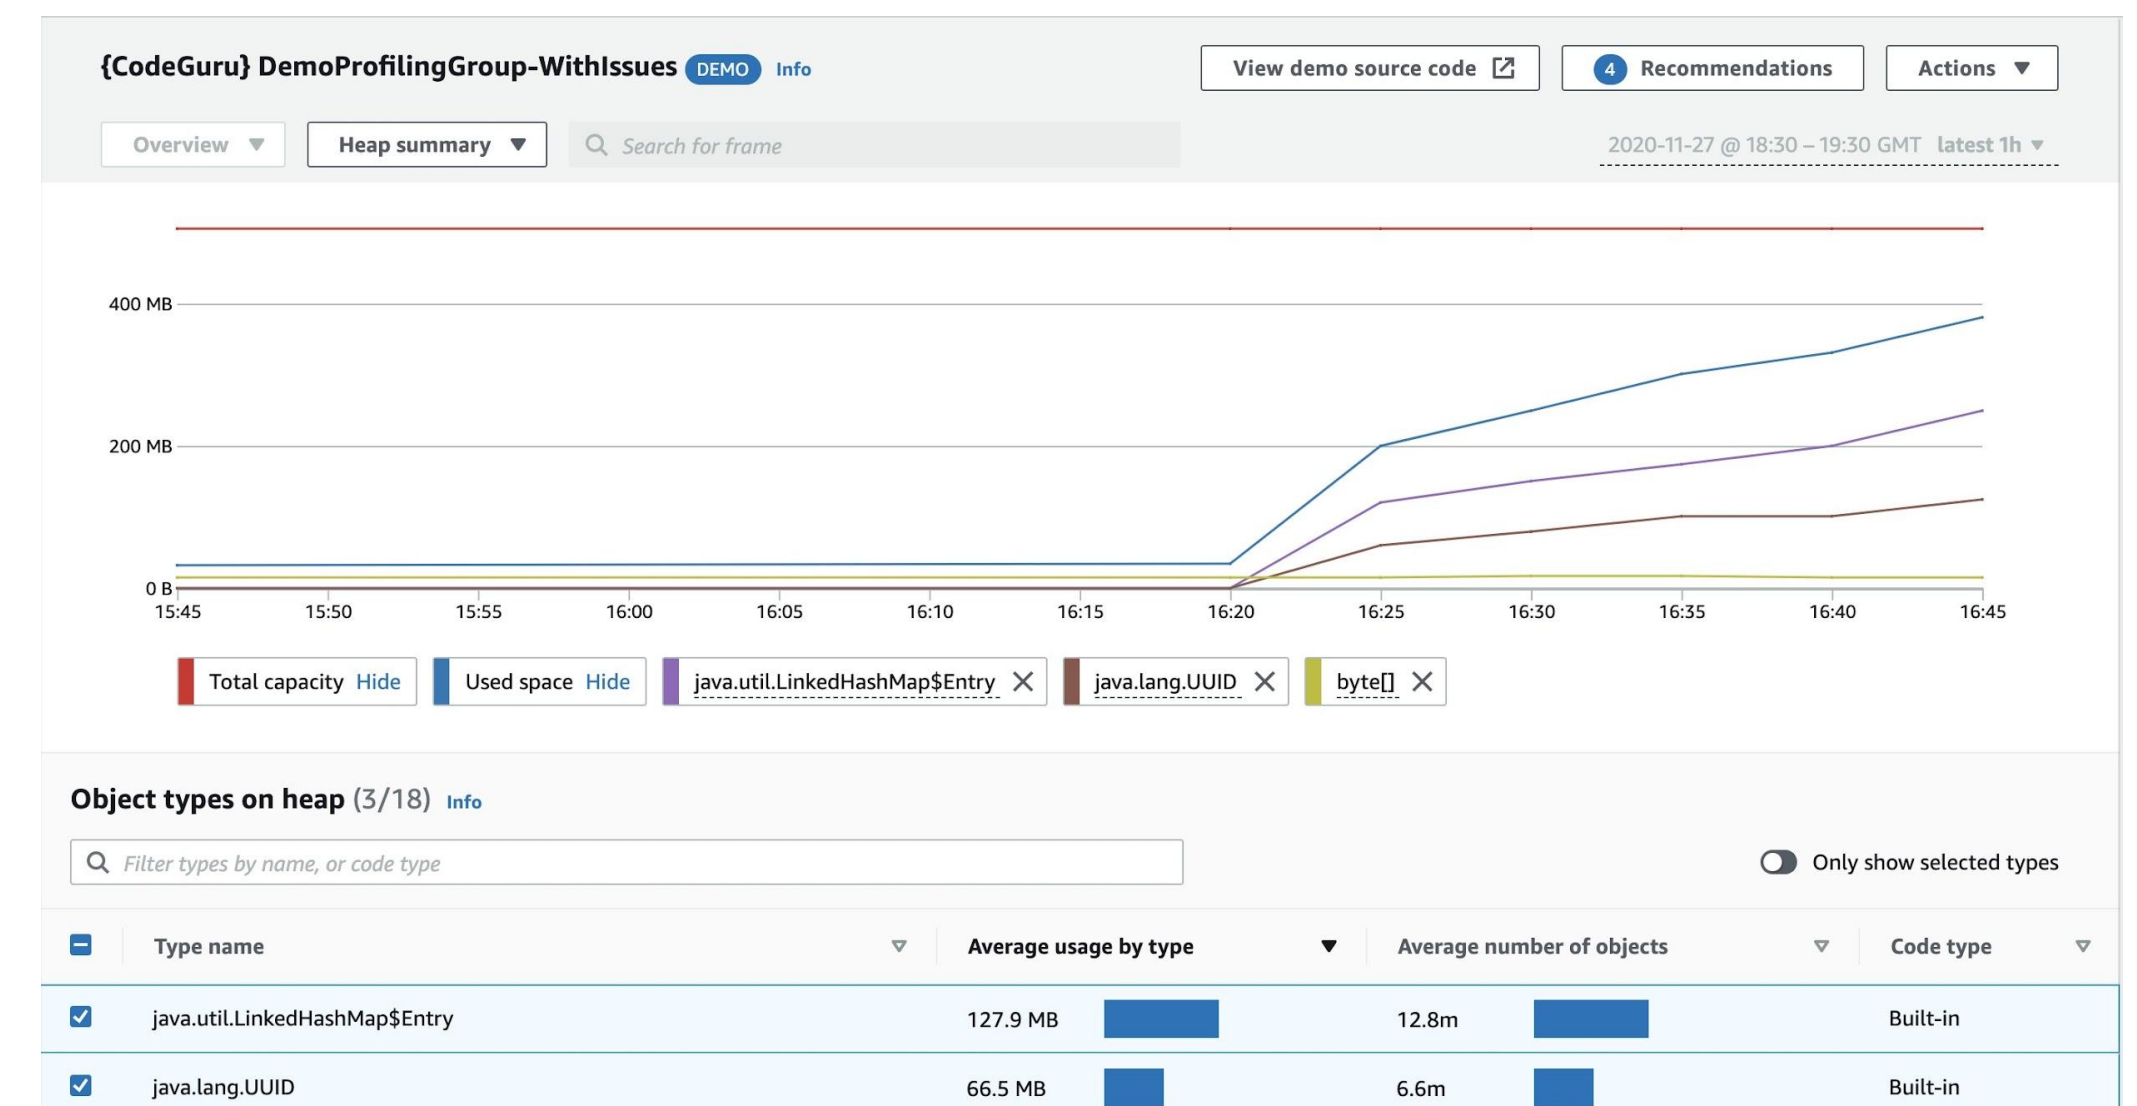 {CodeGuru} DemoProfilingGroup-WithIssues DEMO Info View demo source code 4 Recommendations Actions
Overview Heap summary Search for frame 2020-11-27 @ 18:30 – 19:30 GMT latest 1h
400 MB
200 MB
0 B
15:45 15:50 15:55 16:00 16:05 16:10 16:15 16:20 16:25 16:30 16:35 16:40 16:45
Total capacity Hide Used space Hide java.util.LinkedHashMap$Entry java.lang.UUID byte[]
Object types on heap (3/18) Info
Filter types by name, or code type Only show selected types
Type name Average usage by type Average number of objects Code type
java.util.LinkedHashMap$Entry 127.9 MB 12.8m Built-in
java.lang.UUID 66.5 MB 6.6m Built-in